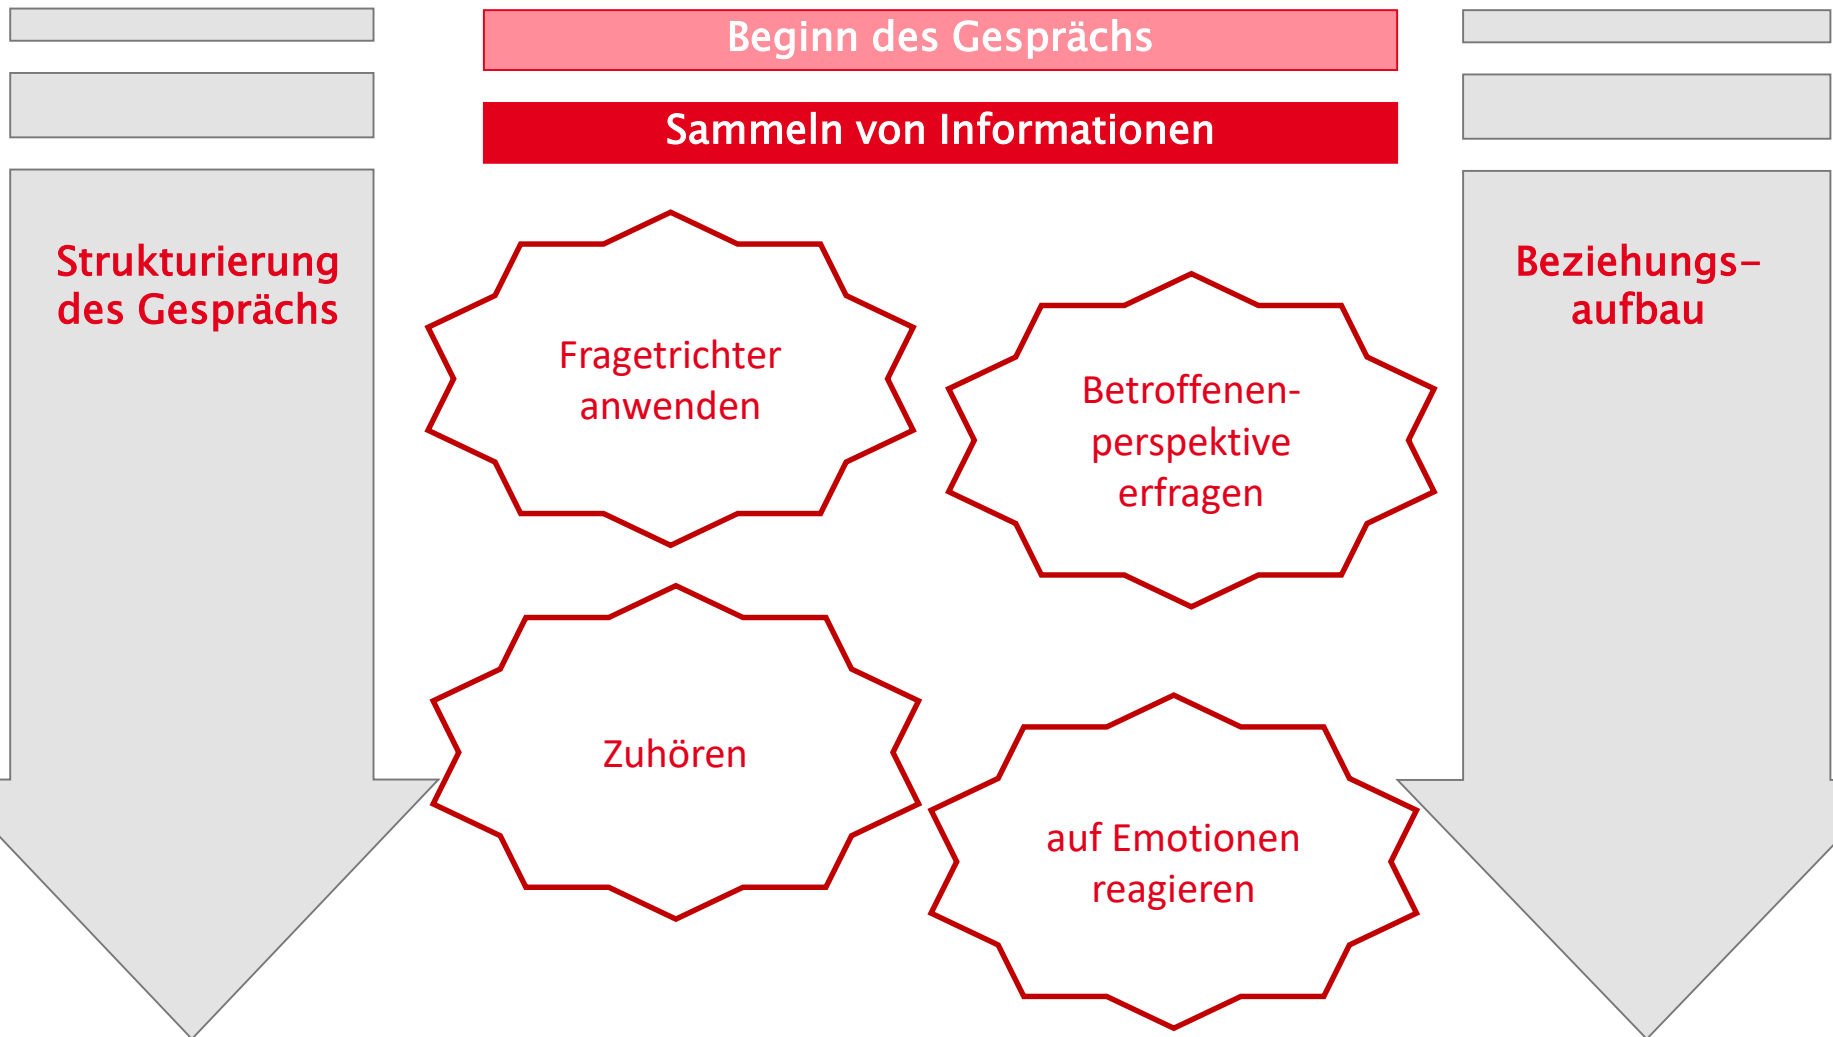 Beginn des Gesprächs
Sammeln von Informationen
Strukturierung
des Gesprächs
Fragetrichter
anwenden
Betroffenen-
perspektive
erfragen
Beziehungs-
aufbau
Zuhören
auf Emotionen
reagieren